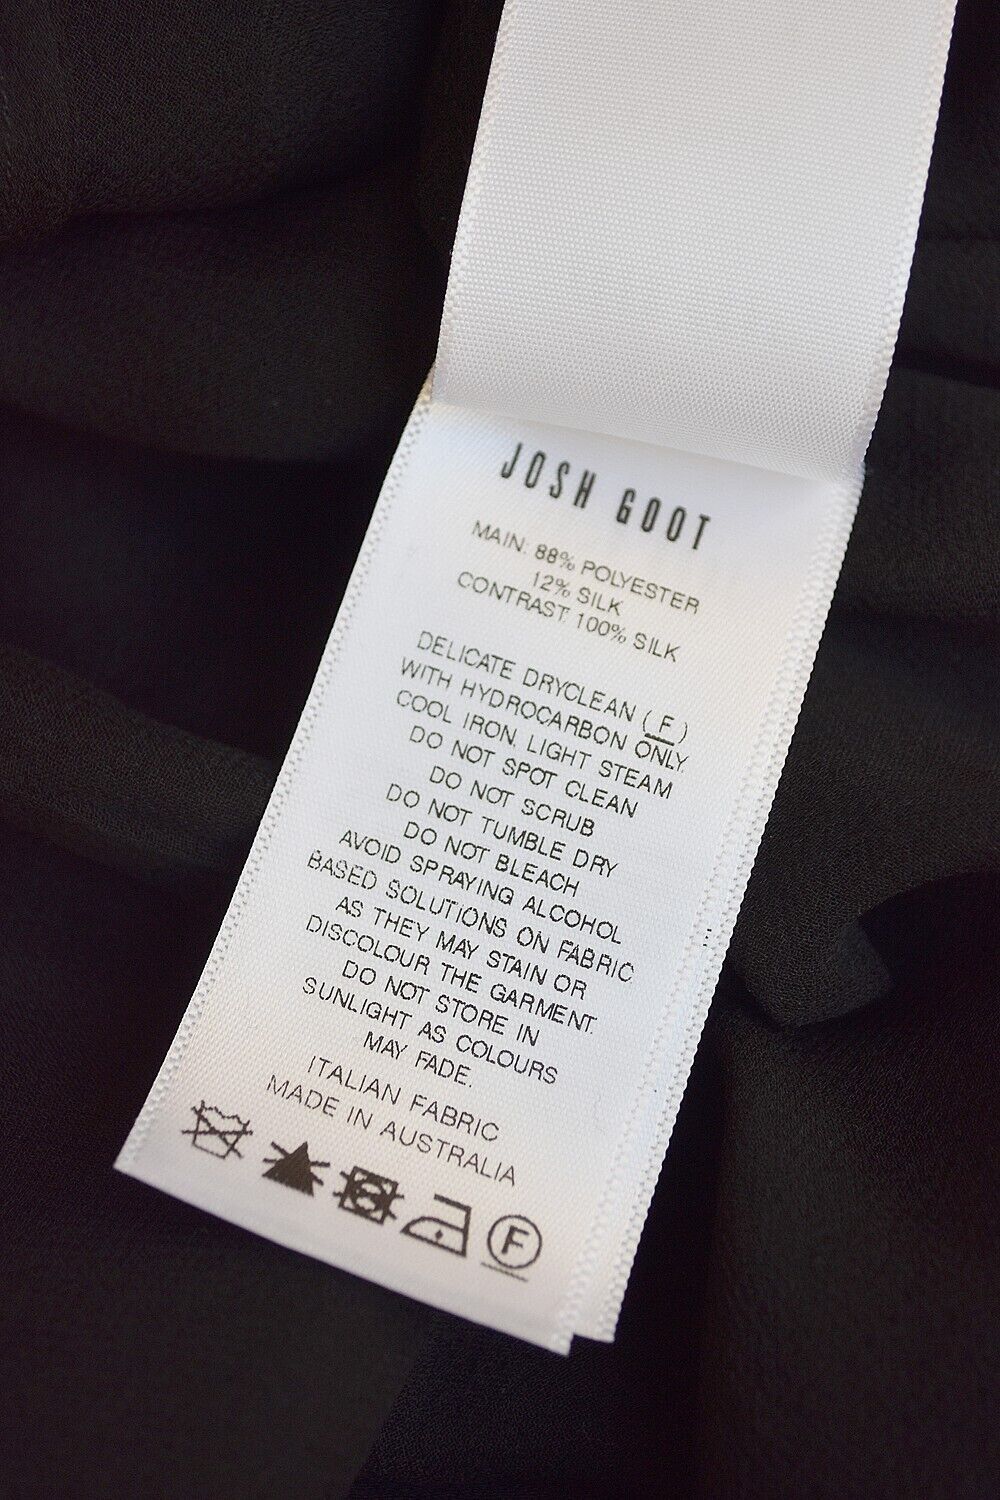 JOSH GOOT
MAIN: 88% POLYESTER
12% SILK
CONTRAST: 100% SILK
DELICATE DRYCLEAN (F)
WITH HYDROCARBON ONLY.
COOL IRON, LIGHT STEAM
DO NOT SPOT CLEAN
DO NOT SCRUB
DO NOT TUMBLE DRY
DO NOT BLEACH
AVOID SPRAYING ALCOHOL
BASED SOLUTIONS ON FABRIC
AS THEY MAY STAIN OR
DISCOLOUR THE GARMENT.
DO NOT STORE IN
SUNLIGHT AS COLOURS
MAY FADE.
ITALIAN FABRIC
MADE IN AUSTRALIA
F